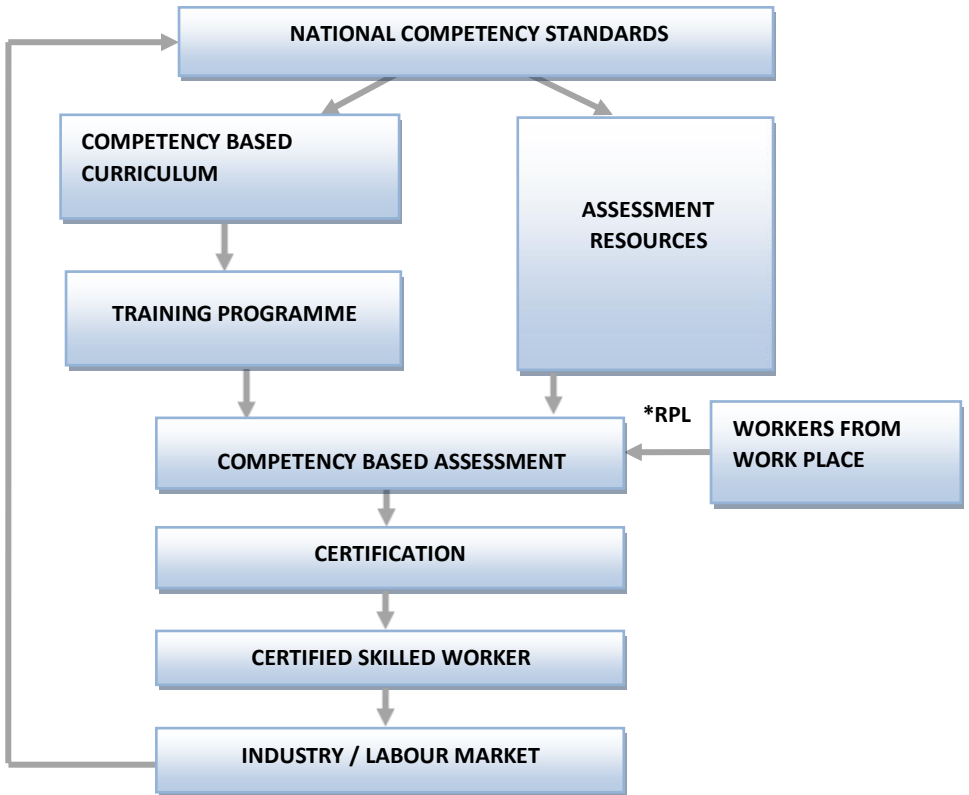 NATIONAL COMPETENCY STANDARDS
COMPETENCY BASED
CURRICULUM
ASSESSMENT
RESOURCES
TRAINING PROGRAMME
*RPL
WORKERS FROM
WORK PLACE
COMPETENCY BASED ASSESSMENT
CERTIFICATION
CERTIFIED SKILLED WORKER
INDUSTRY / LABOUR MARKET